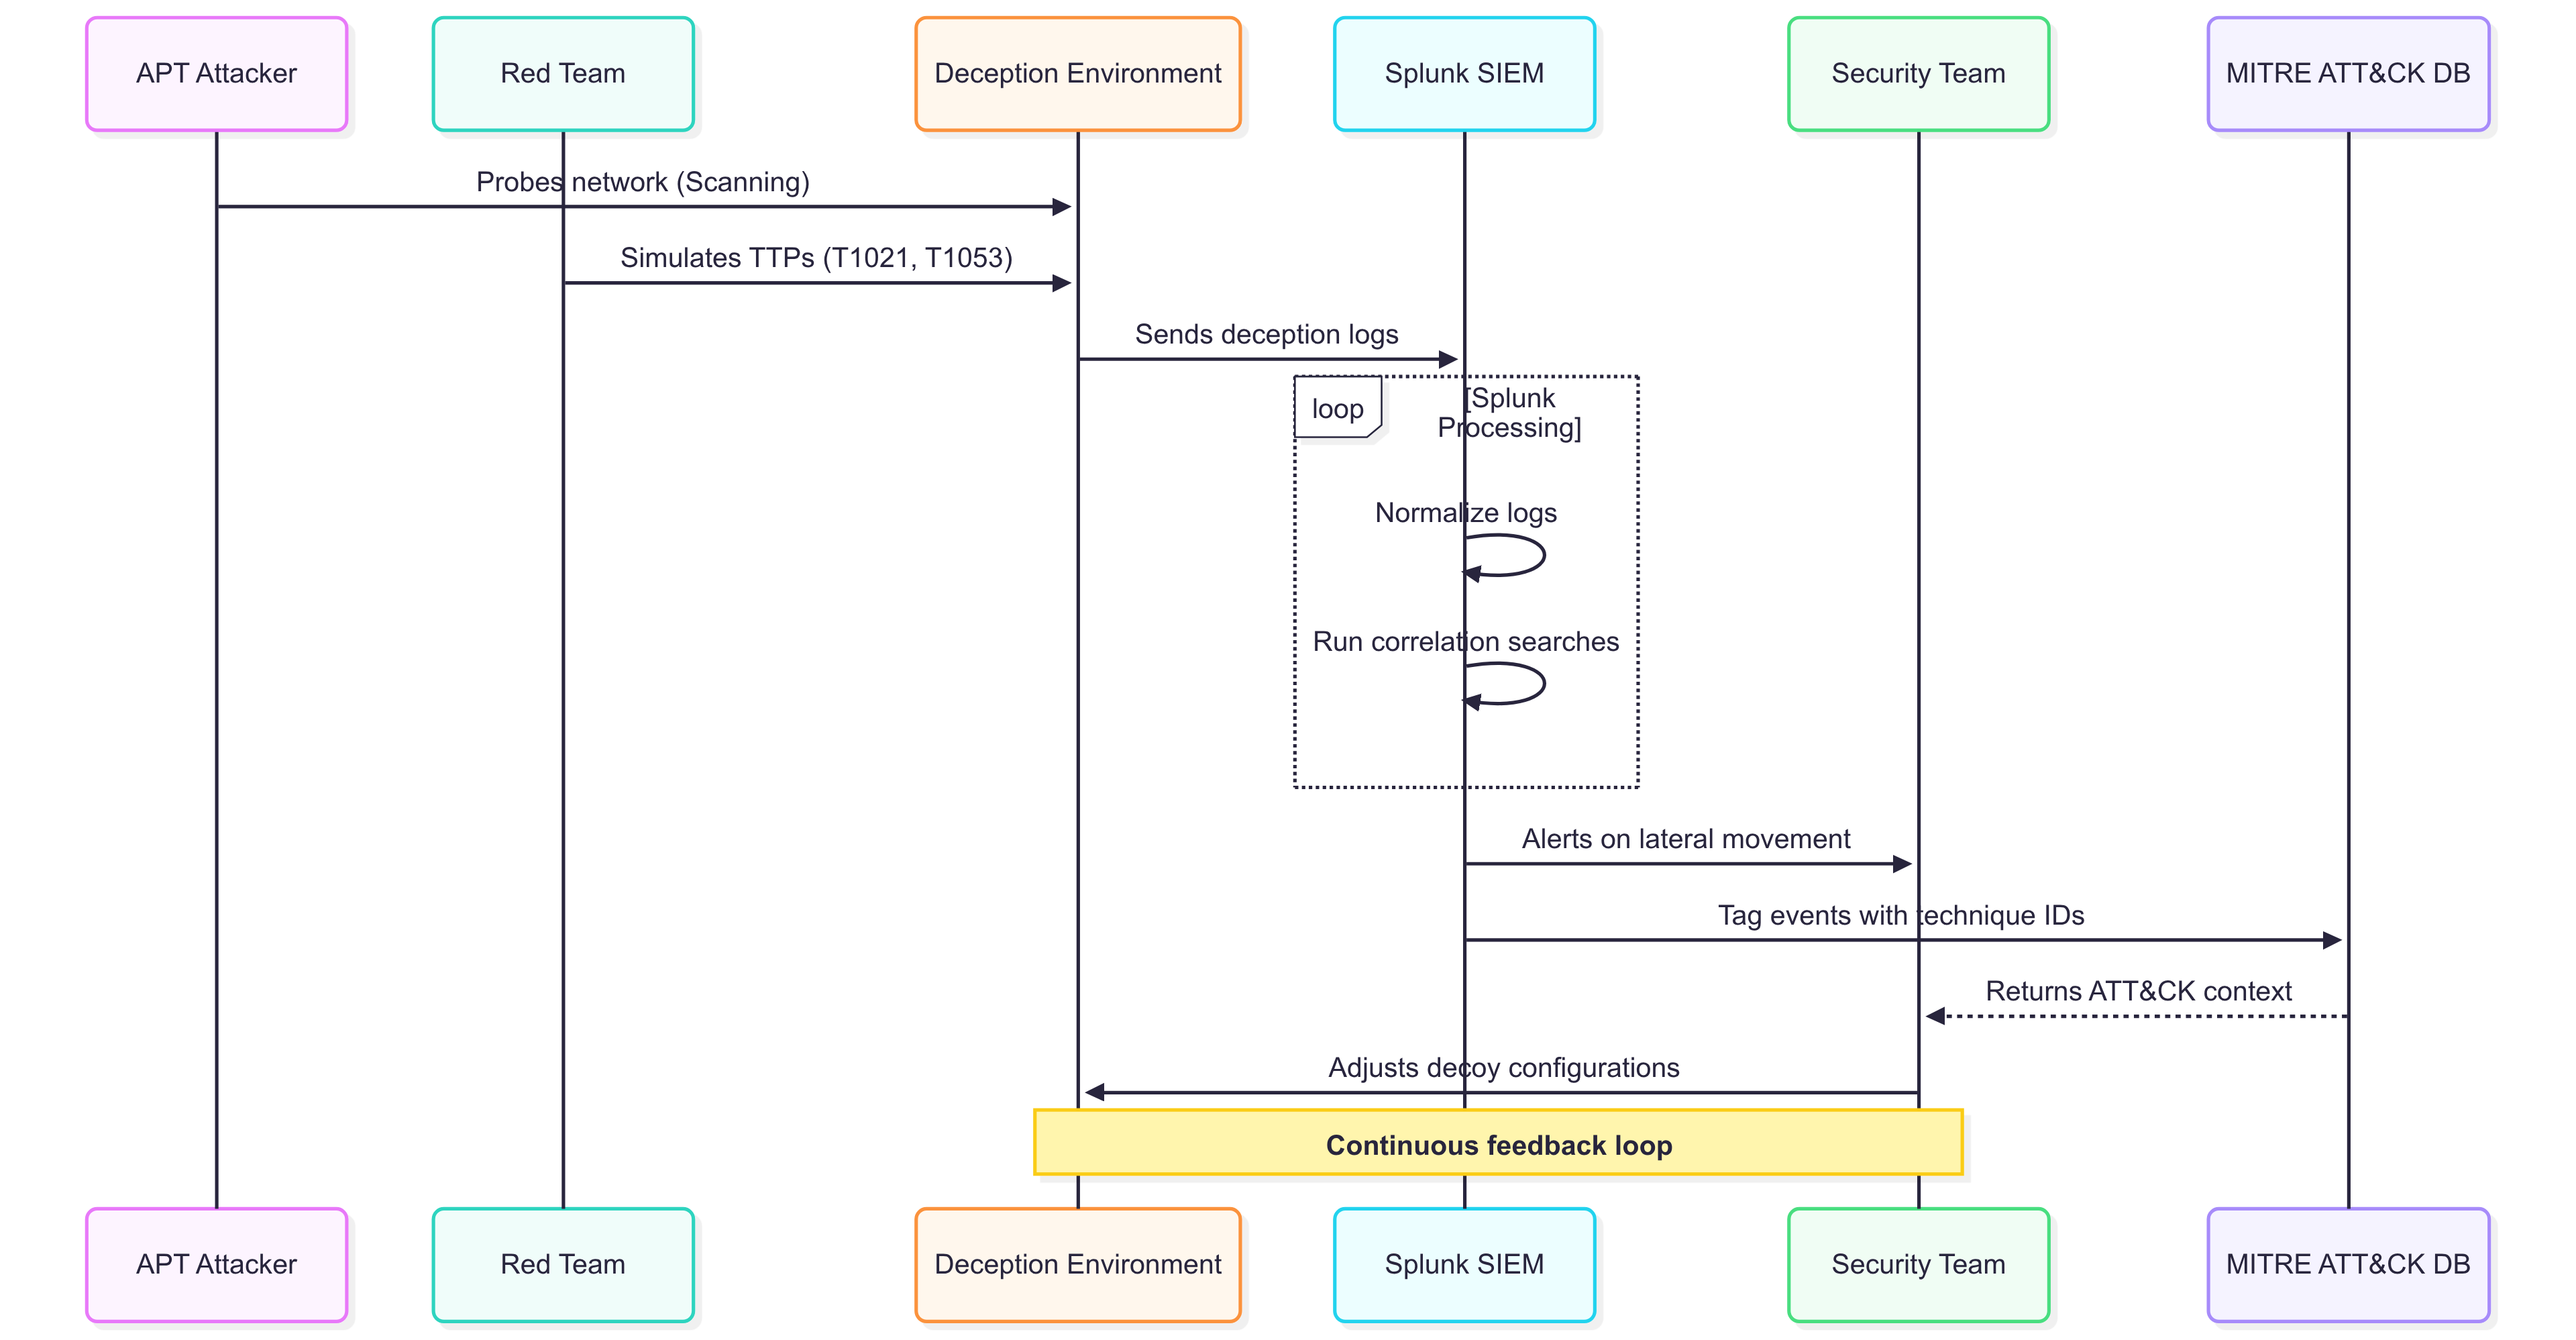 APT Attacker
Red Team
Deception Environment
Splunk SIEM
Security Team
MITRE ATT&CK DB
Probes network (Scanning)
Simulates TTPs (T1021, T1053)
Sends deception logs
loop
[Splunk
Processing]
Normalize logs
Run correlation searches
Alerts on lateral movement
Tag events with technique IDs
Returns ATT&CK context
Adjusts decoy configurations
Continuous feedback loop
APT Attacker
Red Team
Deception Environment
Splunk SIEM
Security Team
MITRE ATT&CK DB